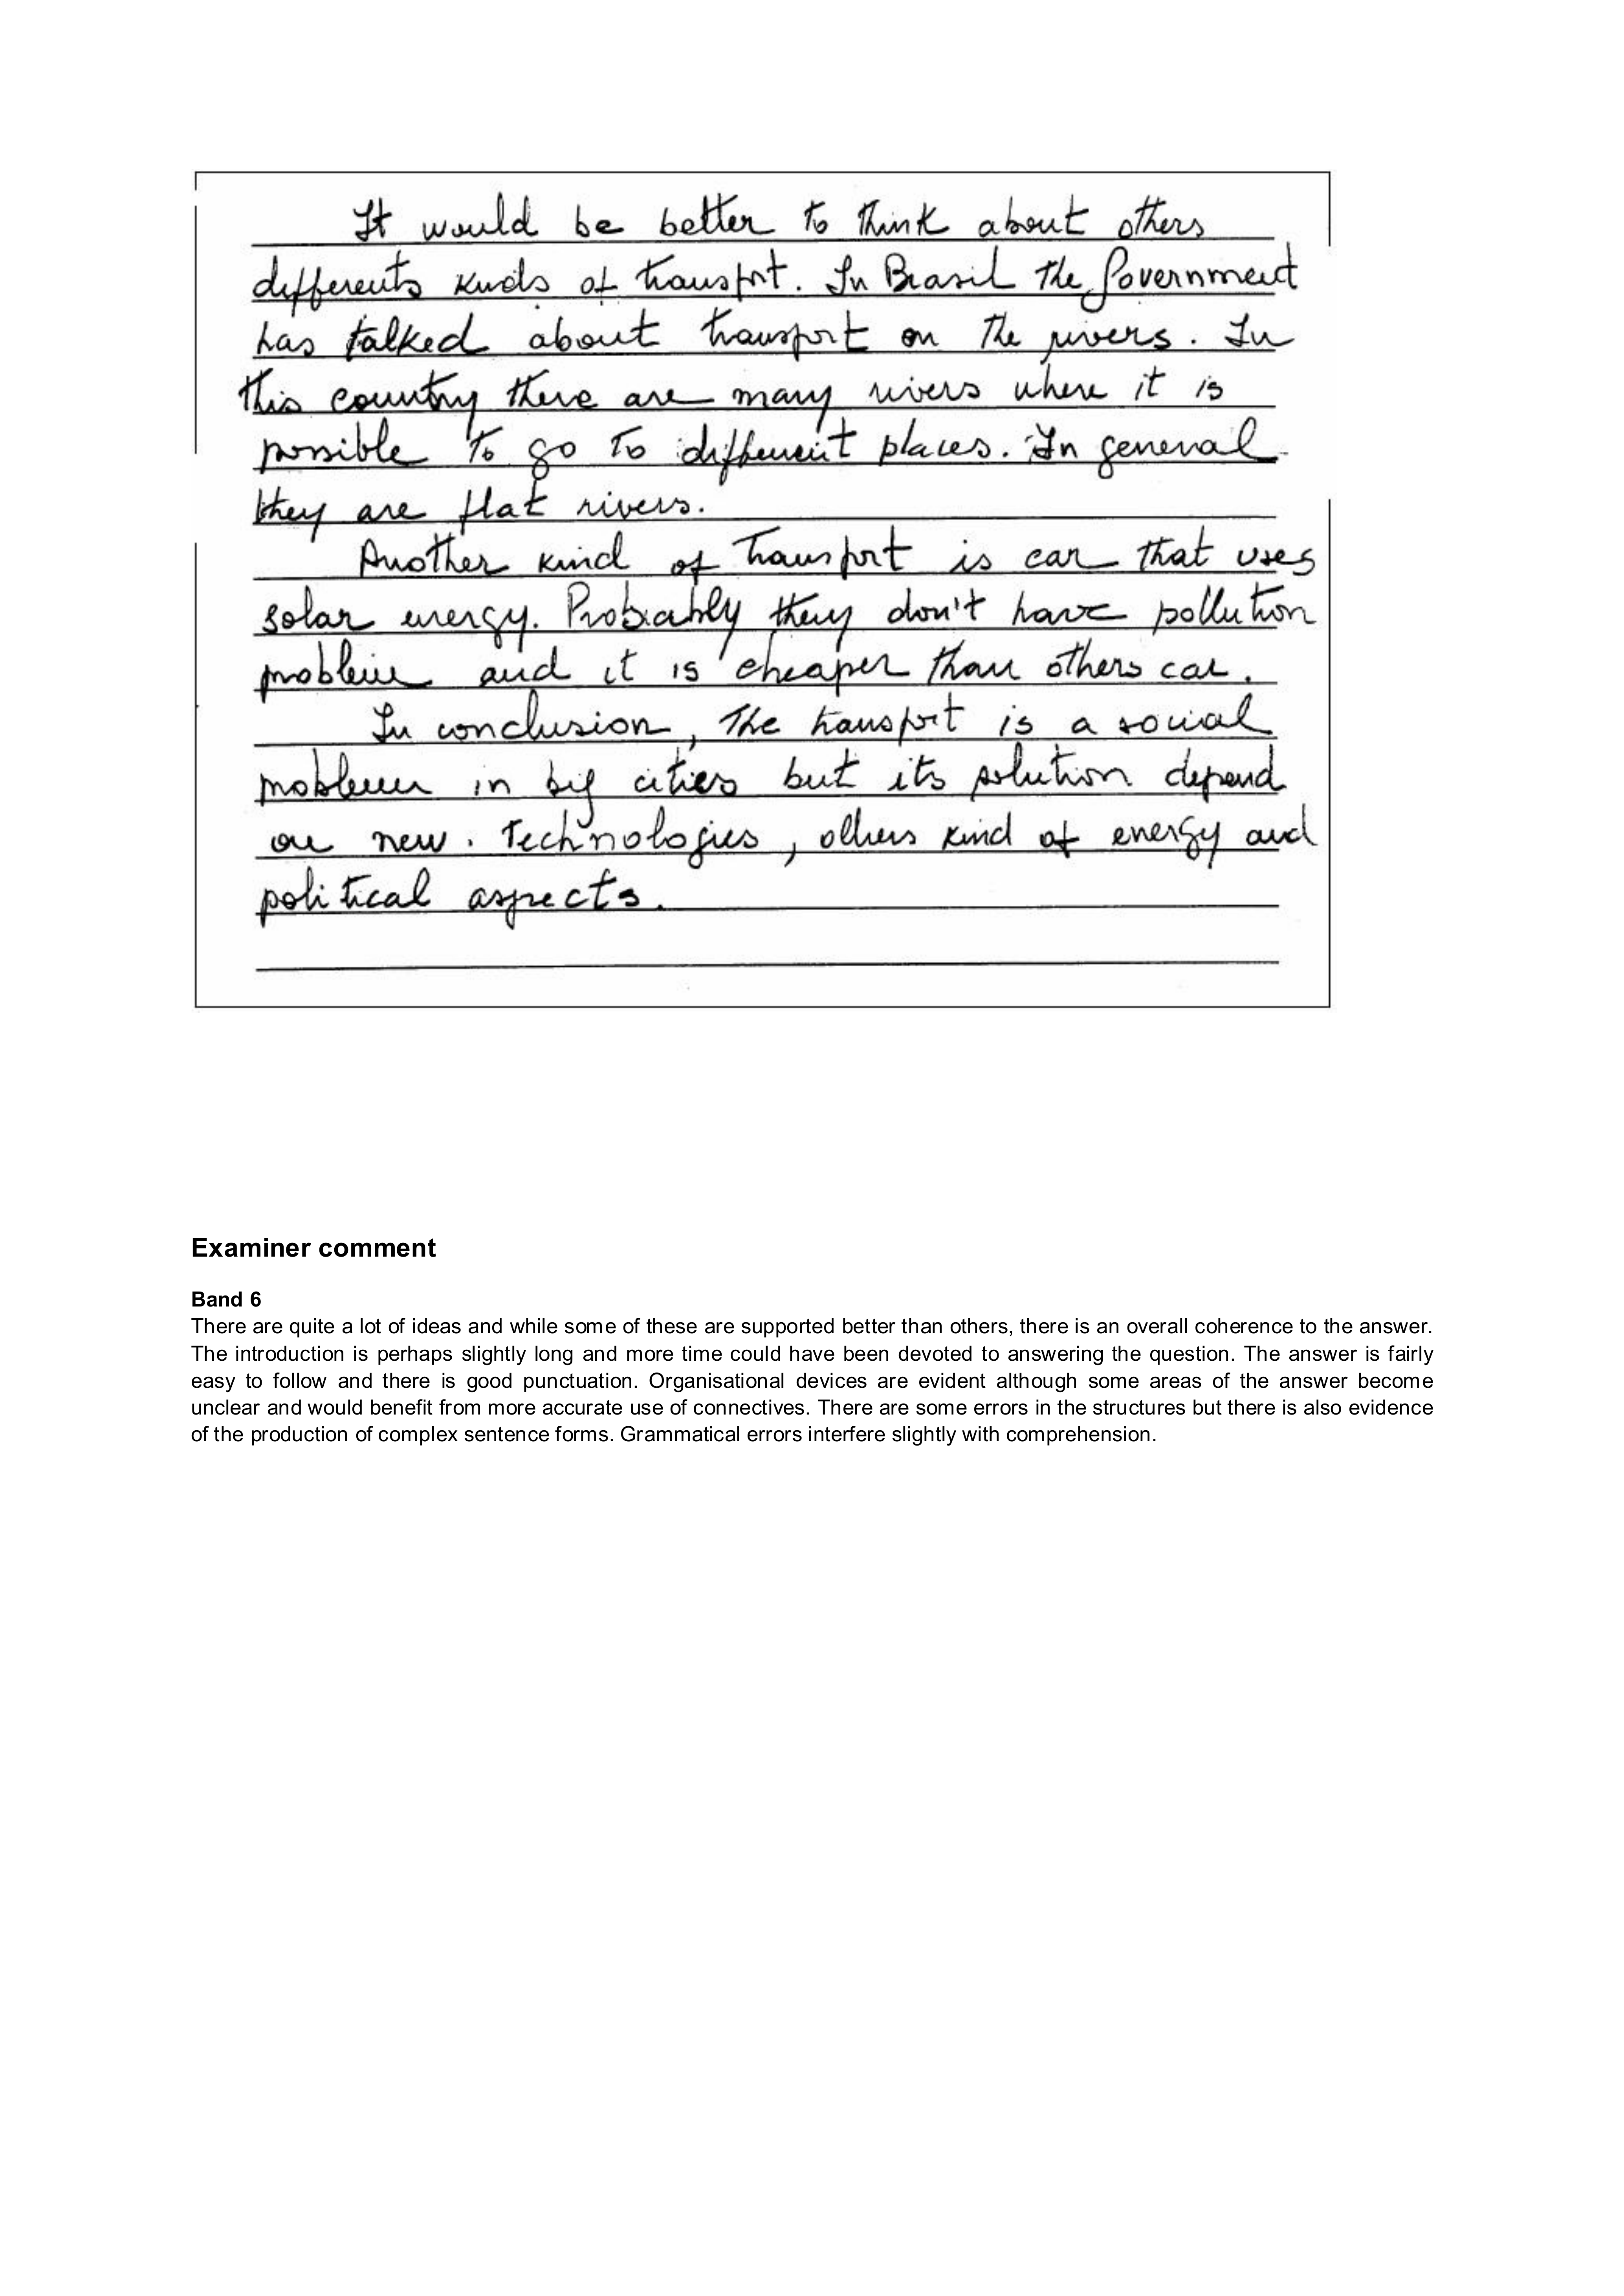 It would be better to think about others
differents kinds of transport. In Brasil the Government
has talked about transport on the rivers. In
this country there are many rivers where it is
possible to go to different places. In general
they are flat rivers.
Another kind of transport is car that uses
solar energy. Probably they don't have pollution
problem and it is cheaper than others car.
In conclusion, the transport is a social
problem in big cities but its solution depend
on new. technologies, others kind of energy and
political aspects.
Examiner comment
Band 6
There are quite a lot of ideas and while some of these are supported better than others, there is an overall coherence to the answer.
The introduction is perhaps slightly long and more time could have been devoted to answering the question. The answer is fairly
easy to follow and there is good punctuation. Organisational devices are evident although some areas of the answer become
unclear and would benefit from more accurate use of connectives. There are some errors in the structures but there is also evidence
of the production of complex sentence forms. Grammatical errors interfere slightly with comprehension.